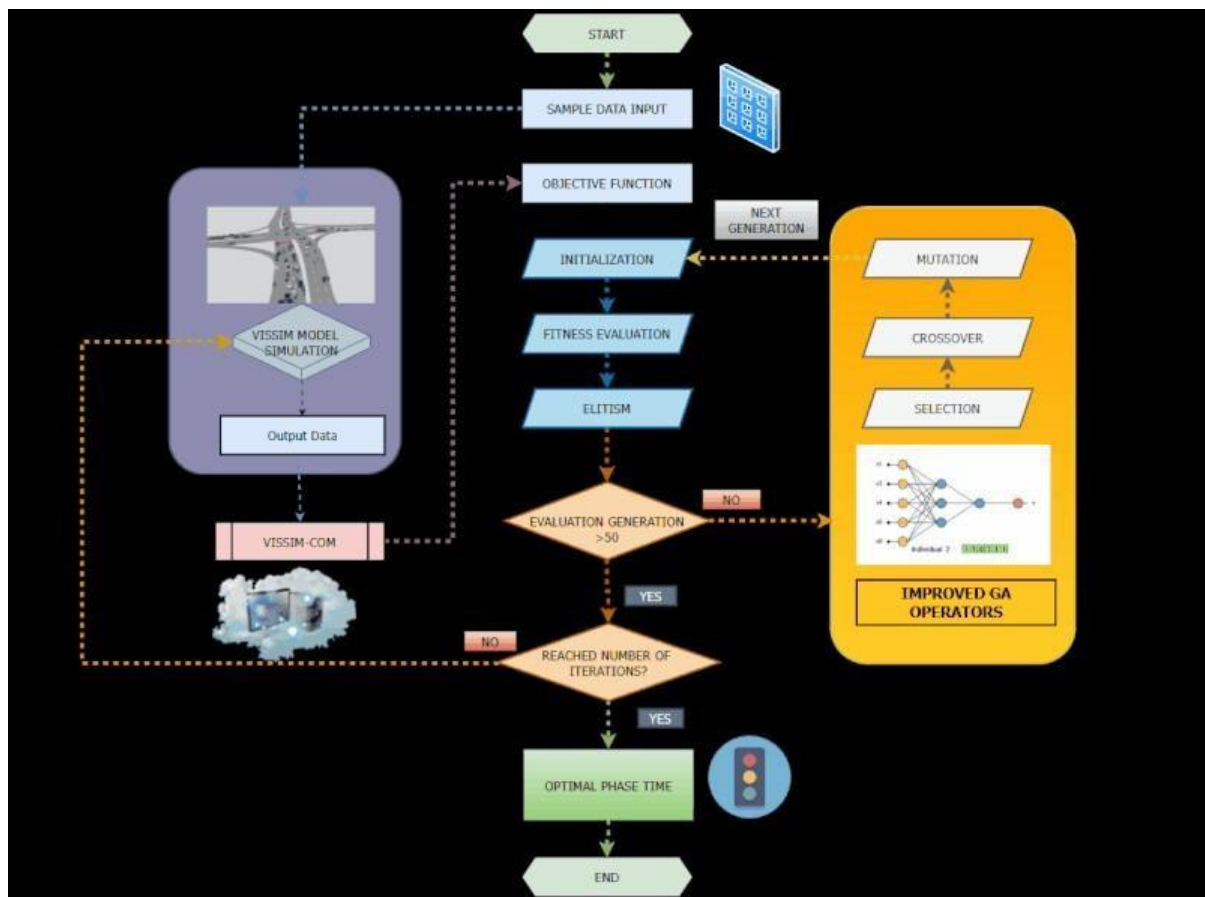 START
SAMPLE DATA INPUT
OBJECTIVE FUNCTION
NEXT
GENERATION
INITIALIZATION
MUTATION
VISSIM MODEL
SIMULATION
FITNESS EVALUATION
CROSSOVER
ELITISM
SELECTION
Output Data
NO
EVALUATION GENERATION
>50
VISSIM-COM
Individual 2
IMPROVED GA
OPERATORS
YES
NO
REACHED NUMBER OF
ITERATIONS?
YES
OPTIMAL PHASE TIME
END